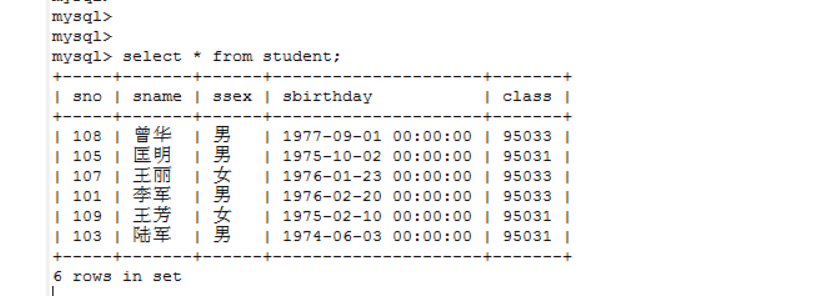 mysql>
mysql>
mysql> select * from student;
+-----+-------+------+---------------------+-------+
| sno | sname | ssex | sbirthday           | class |
+-----+-------+------+---------------------+-------+
| 108 | 曾华 | 男 | 1977-09-01 00:00:00 | 95033 |
| 105 | 匡明 | 男 | 1975-10-02 00:00:00 | 95031 |
| 107 | 王丽 | 女 | 1976-01-23 00:00:00 | 95033 |
| 101 | 李军 | 男 | 1976-02-20 00:00:00 | 95033 |
| 109 | 王芳 | 女 | 1975-02-10 00:00:00 | 95031 |
| 103 | 陆军 | 男 | 1974-06-03 00:00:00 | 95031 |
+-----+-------+------+---------------------+-------+
6 rows in set